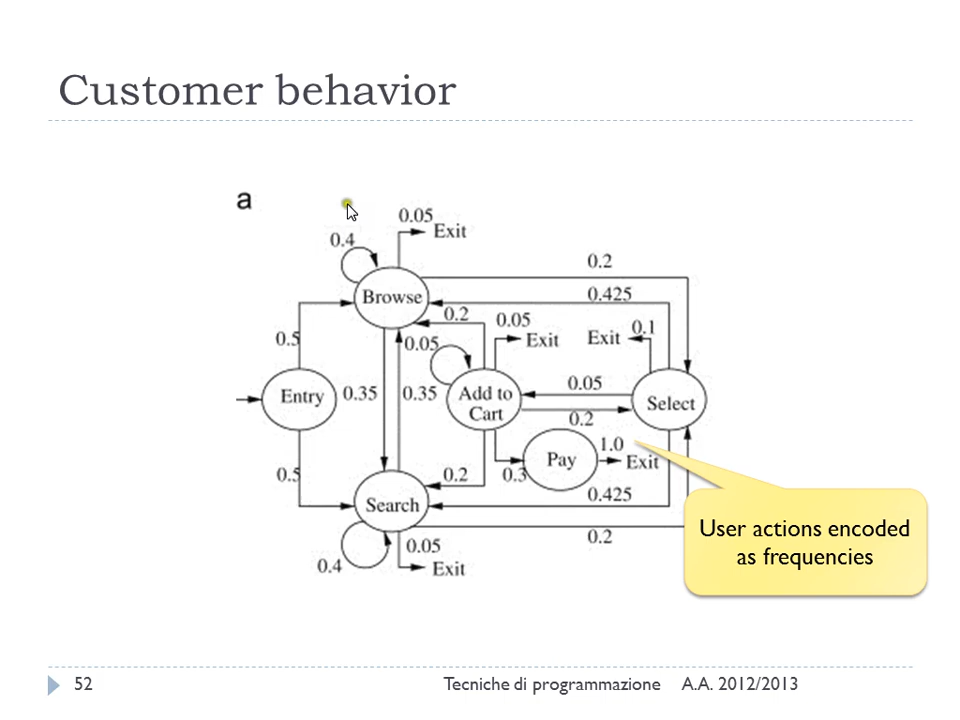 Customer behavior
a
0.05
Exit
0.4
0.2
Browse
0.425
0.2
0.05
Exit
Exit
0.1
0.5
0.05
Entry
0.35
0.35
Add to
Cart
0.05
0.2
Select
0.5
0.2
0.3
Pay
1.0
Exit
Search
0.425
0.2
0.4
0.05
Exit
User actions encoded
as frequencies
52
Tecniche di programmazione
A.A. 2012/2013